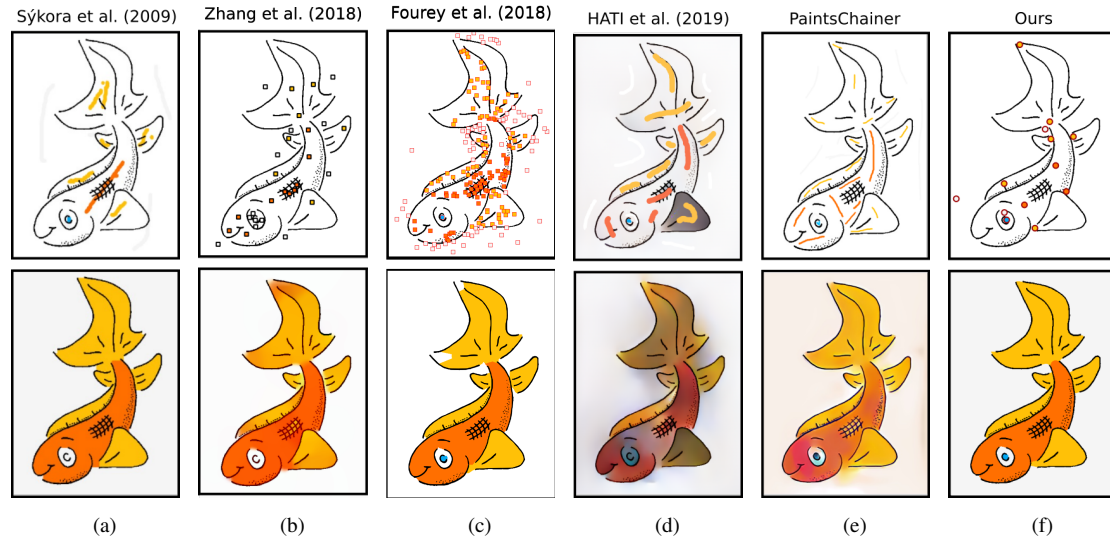 Sýkora et al. (2009)
Zhang et al. (2018)
Fourey et al. (2018)
HATI et al. (2019)
PaintsChainer
Ours
(a)
(b)
(c)
(d)
(e)
(f)